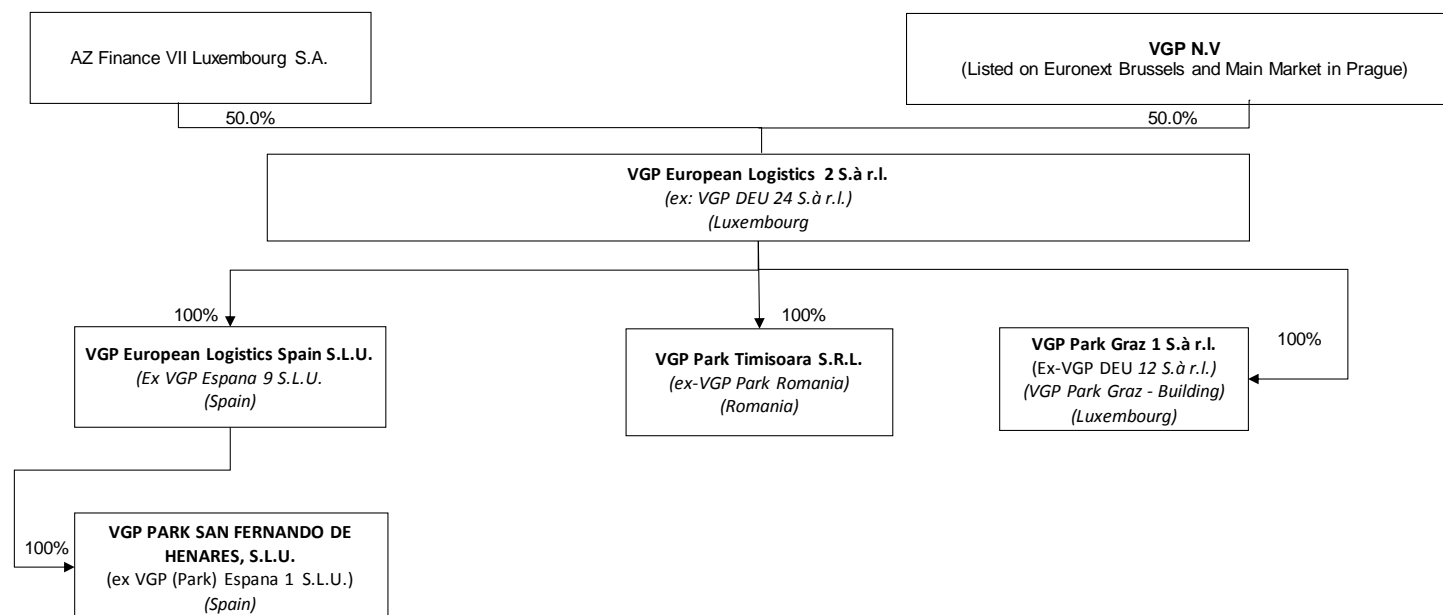 AZ Finance VII Luxembourg S.A.
VGP N.V
(Listed on Euronext Brussels and Main Market in Prague)
50.0%
50.0%
VGP European Logistics 2 S.à r.l.
(ex: VGP DEU 24 S.à r.l.)
(Luxembourg
100%
100%
100%
VGP European Logistics Spain S.L.U.
(Ex VGP Espana 9 S.L.U.
(Spain)
VGP Park Timisoara S.R.L.
(ex-VGP Park Romania)
(Romania)
VGP Park Graz 1 S.à r.l.
(Ex-VGP DEU 12 S.à r.l.)
(VGP Park Graz - Building)
(Luxembourg)
100%
VGP PARK SAN FERNANDO DE
HENARES, S.L.U.
(ex VGP (Park) Espana 1 S.L.U.)
(Spain)